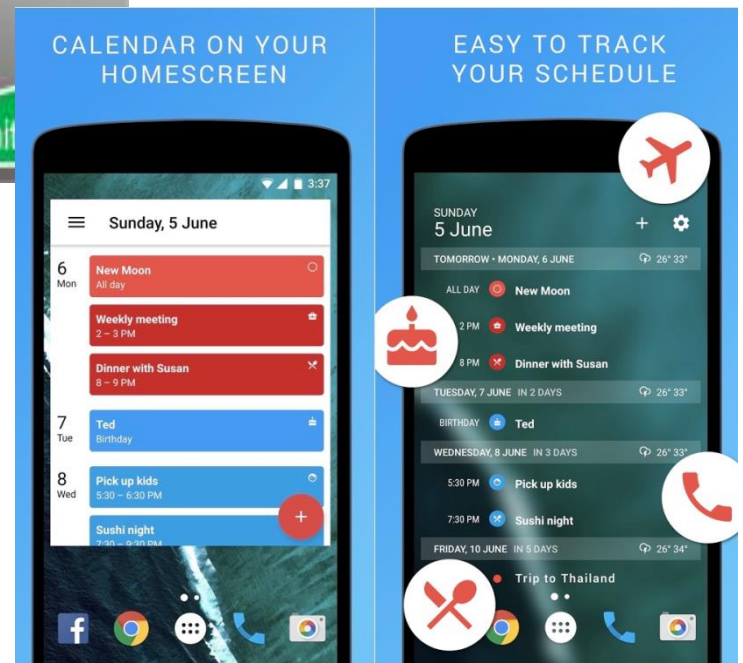 CALENDAR ON YOUR
HOMESCREEN
3:37
Sunday, 5 June
6
Mon
New Moon
All day
Weekly meeting
2 – 3 PM
Dinner with Susan
8 – 9 PM
7
Tue
Ted
Birthday
8
Wed
Pick up kids
5:30 – 6:30 PM
Sushi night
7:30 – 9:30 PM
EASY TO TRACK
YOUR SCHEDULE
SUNDAY
5 June
TOMORROW • MONDAY, 6 JUNE 26° 33°
ALL DAY New Moon
2 PM Weekly meeting
8 PM Dinner with Susan
TUESDAY, 7 JUNE IN 2 DAYS 26° 33°
BIRTHDAY Ted
WEDNESDAY, 8 JUNE IN 3 DAYS 26° 33°
5:30 PM Pick up kids
7:30 PM Sushi night
FRIDAY, 10 JUNE IN 5 DAYS 26° 34°
Trip to Thailand